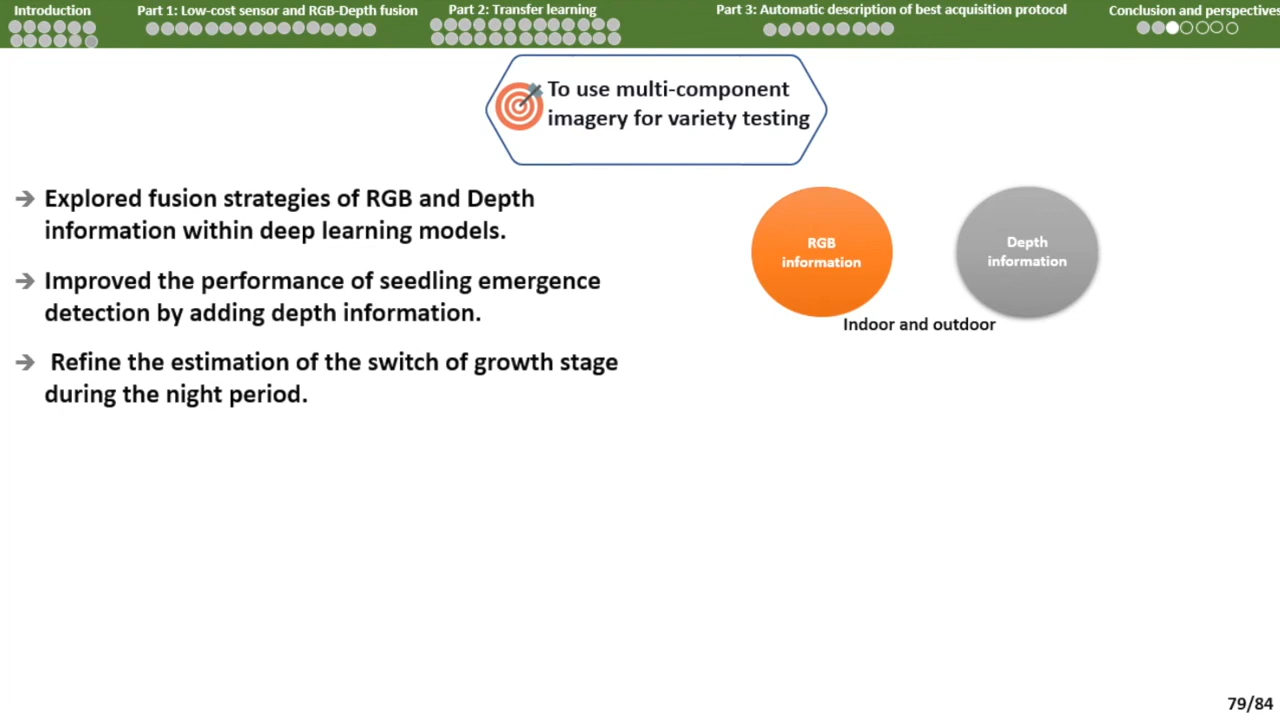 Introduction
Part 1: Low-cost sensor and RGB-Depth fusion
Part 2: Transfer learning
Part 3: Automatic description of best acquisition protocol
Conclusion and perspectives
To use multi-component
imagery for variety testing
→ Explored fusion strategies of RGB and Depth
information within deep learning models.
→ Improved the performance of seedling emergence
detection by adding depth information.
→ Refine the estimation of the switch of growth stage
during the night period.
RGB
information
Depth
information
Indoor and outdoor
79/84